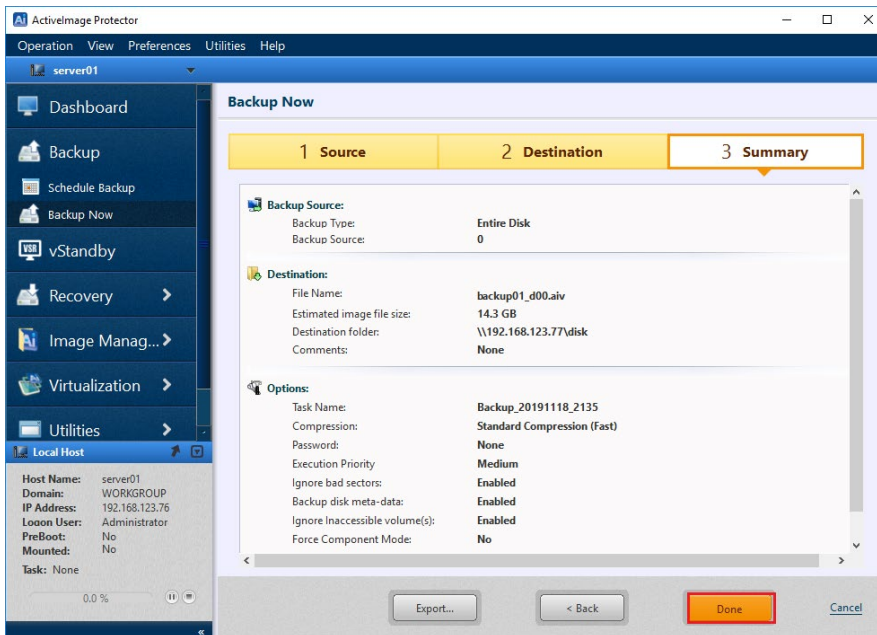 Ai ActiveImage Protector
Operation View Preferences Utilities Help
server01
Dashboard
Backup
Schedule Backup
Backup Now
VSR vStandby
Recovery
Ai Image Manag...
Virtualization
Utilities
Local Host
Host Name: server01
Domain: WORKGROUP
IP Address: 192.168.123.76
Logon User: Administrator
PreBoot: No
Mounted: No
Task: None
0.0 %
Backup Now
1 Source
2 Destination
3 Summary
Backup Source:
Backup Type: Entire Disk
Backup Source: 0
Destination:
File Name: backup01_d00.aiv
Estimated image file size: 14.3 GB
Destination folder: \\192.168.123.77\disk
Comments: None
Options:
Task Name: Backup_20191118_2135
Compression: Standard Compression (Fast)
Password: None
Execution Priority Medium
Ignore bad sectors: Enabled
Backup disk meta-data: Enabled
Ignore Inaccessible volume(s): Enabled
Force Component Mode: No
Export...
< Back
Done
Cancel